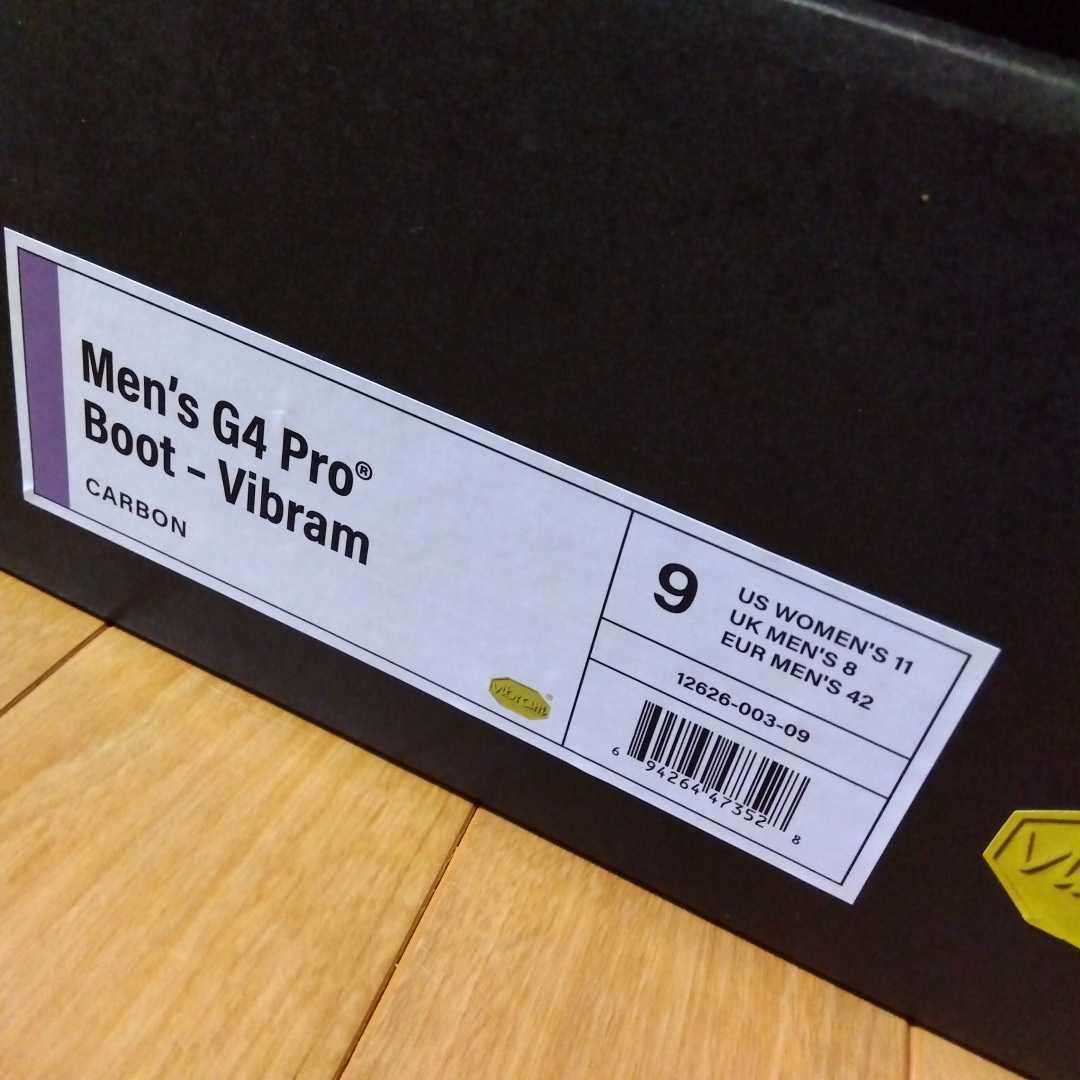 Men's G4 Pro®
Boot – Vibram
CARBON
vibram®
9
US WOMEN'S 11
UK MEN'S 8
EUR MEN'S 42
12626-003-09
6 94264 47352 8